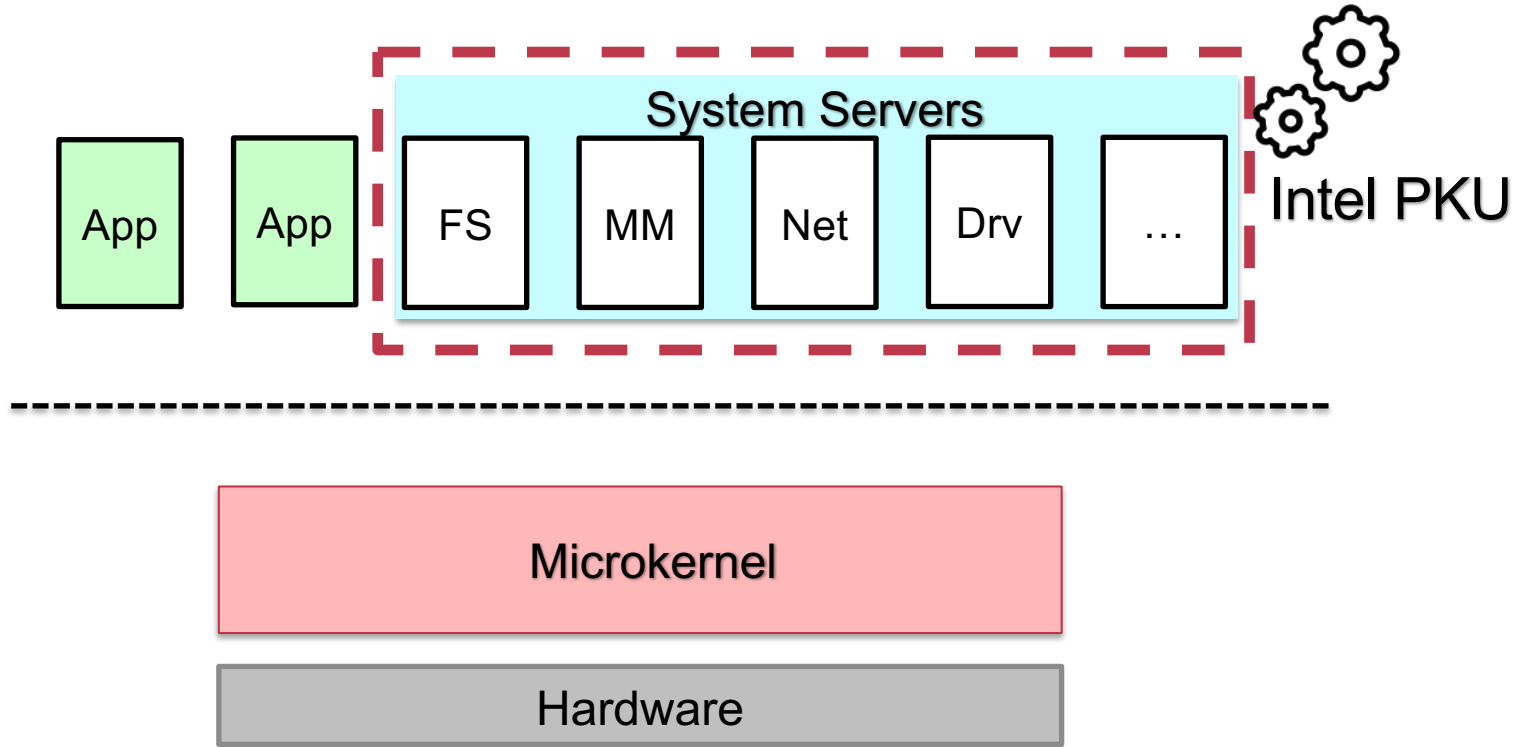 System Servers
App
App
FS
MM
Net
Drv
...
Intel PKU
Microkernel
Hardware